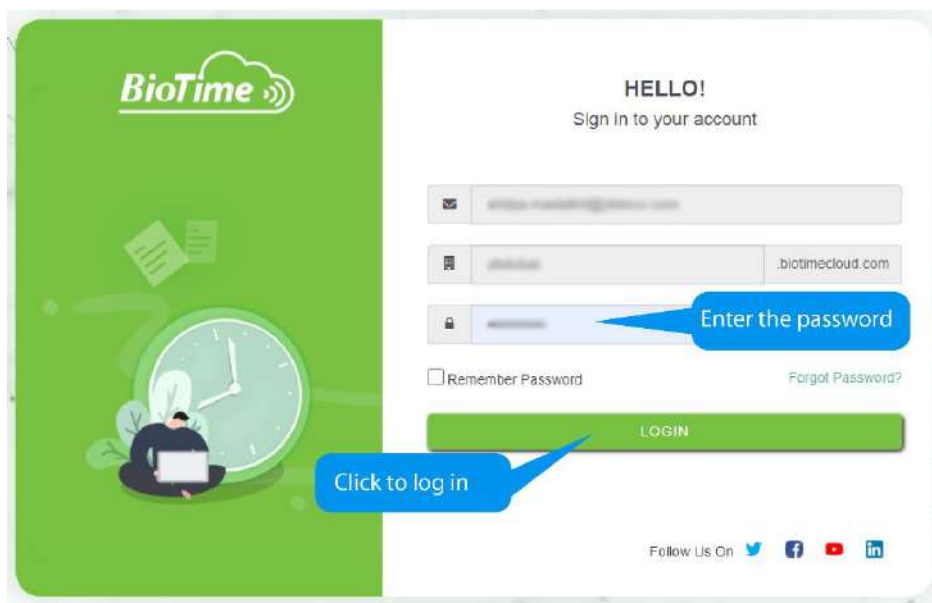 BioTime
HELLO!
Sign in to your account
.biotimecloud.com
Enter the password
Remember Password
Forgot Password?
LOGIN
Click to log in
Follow Us On